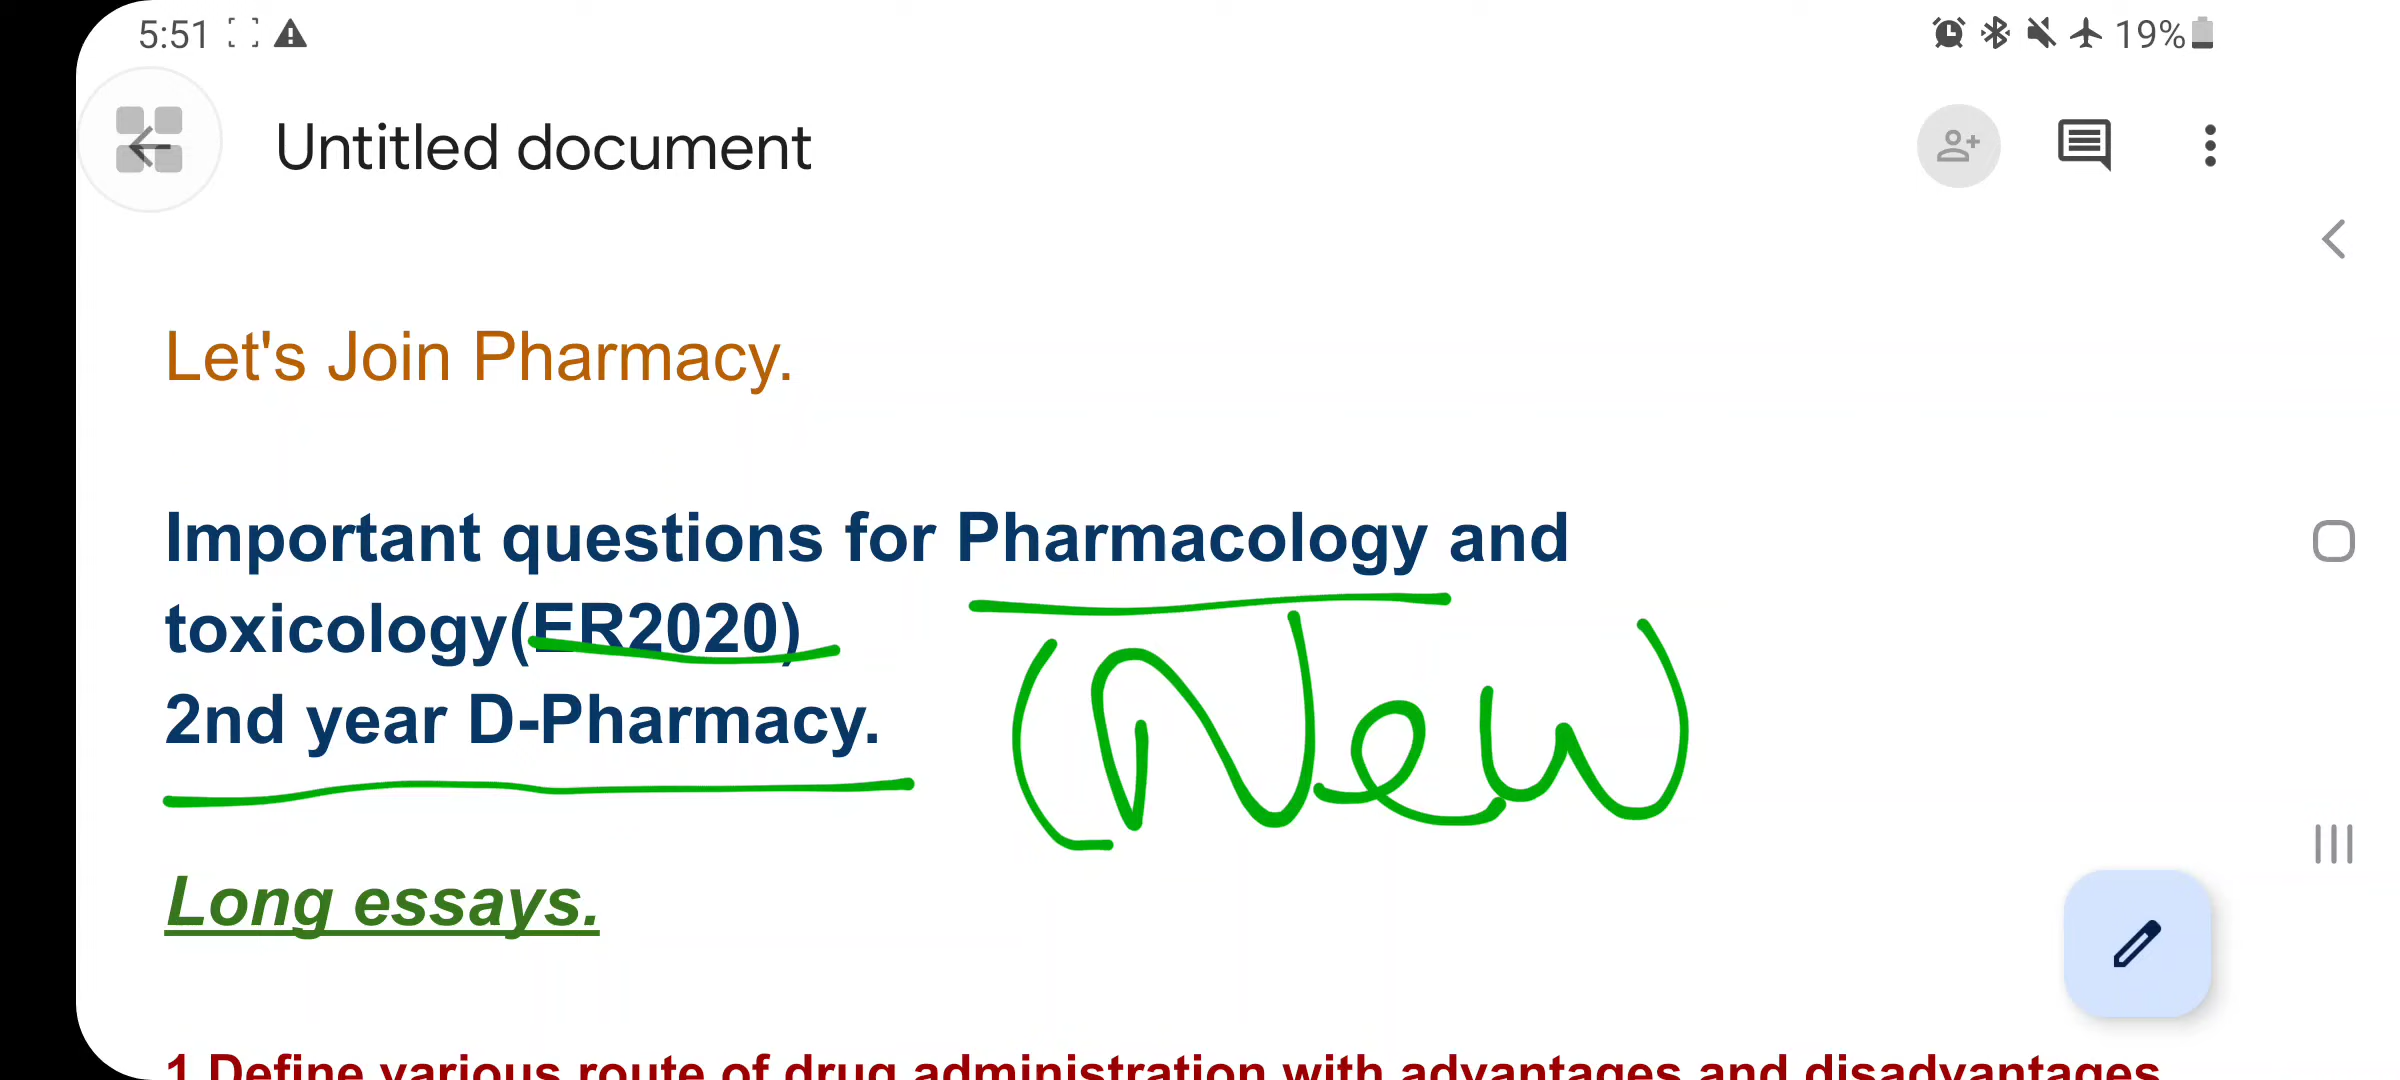 5:51
19%
Untitled document
Let's Join Pharmacy.
Important questions for Pharmacology and
toxicology(ER2020)
2nd year D-Pharmacy.
(New)
Long essays.
1 Define various route of drug administration with advantages and disadvantages